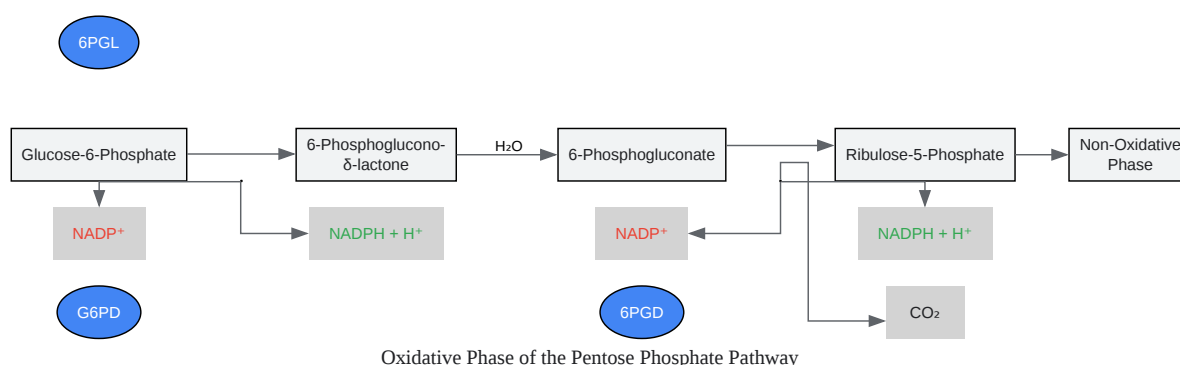 6PGL
Glucose-6-Phosphate
6-Phosphoglucono-
δ-lactone
H₂O
6-Phosphogluconate
Ribulose-5-Phosphate
Non-Oxidative
Phase
NADP⁺
NADPH + H⁺
NADP⁺
NADPH + H⁺
G6PD
6PGD
CO₂
Oxidative Phase of the Pentose Phosphate Pathway